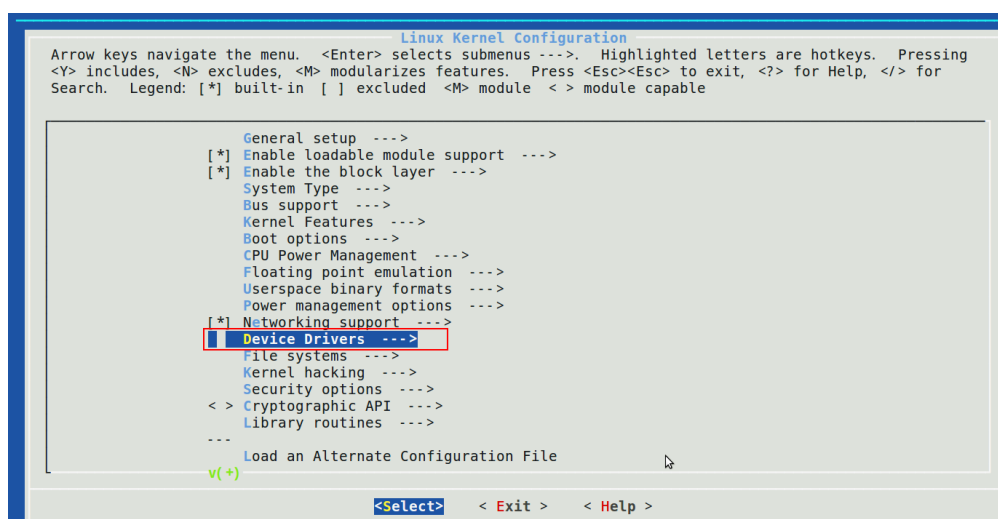 Linux Kernel Configuration
Arrow keys navigate the menu.  <Enter> selects submenus --->.  Highlighted letters are hotkeys.  Pressing
<Y> includes, <N> excludes, <M> modularizes features.  Press <Esc><Esc> to exit, <?> for Help, </> for
Search.  Legend: [*] built-in  [ ] excluded  <M> module  < > module capable
General setup  --->
[*] Enable loadable module support  --->
[*] Enable the block layer  --->
System Type  --->
Bus support  --->
Kernel Features  --->
Boot options  --->
CPU Power Management  --->
Floating point emulation  --->
Userspace binary formats  --->
Power management options  --->
[*] Networking support  --->
Device Drivers  --->
File systems  --->
Kernel hacking  --->
Security options  --->
< > Cryptographic API  --->
Library routines  --->
---
Load an Alternate Configuration File
v(+)
<Select>    < Exit >    < Help >